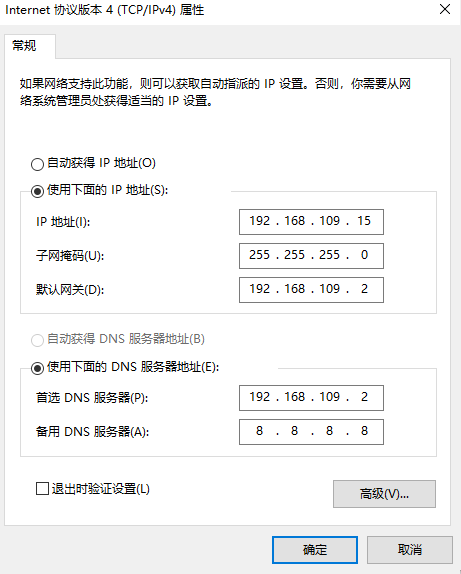 Internet 协议版本 4 (TCP/IPv4) 属性
常规
如果网络支持此功能，则可以获取自动指派的 IP 设置。否则，你需要从网
络系统管理员处获得适当的 IP 设置。
自动获得 IP 地址(O)
使用下面的 IP 地址(S):
IP 地址(I): 192 . 168 . 109 . 15
子网掩码(U): 255 . 255 . 255 . 0
默认网关(D): 192 . 168 . 109 . 2
自动获得 DNS 服务器地址(B)
使用下面的 DNS 服务器地址(E):
首选 DNS 服务器(P): 192 . 168 . 109 . 2
备用 DNS 服务器(A): 8 . 8 . 8 . 8
退出时验证设置(L)
高级(V)...
确定 取消